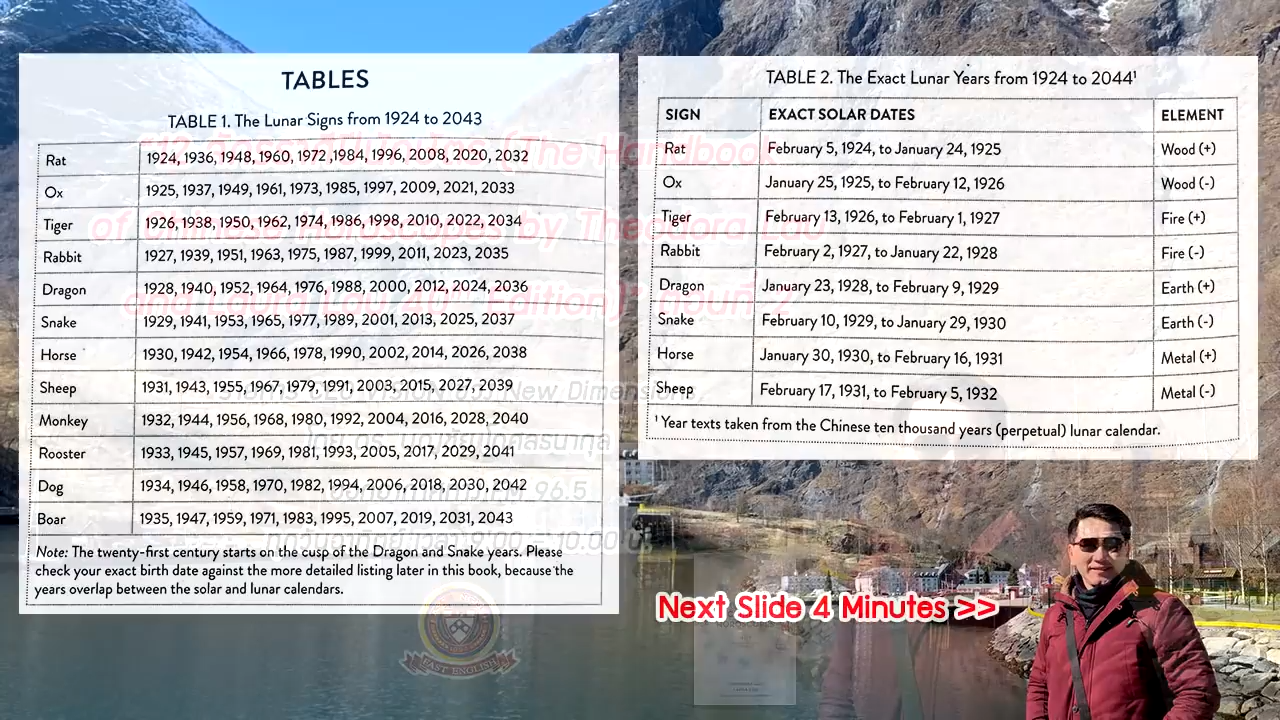 TABLES
TABLE 1. The Lunar Signs from 1924 to 2043
Rat 1924, 1936, 1948, 1960, 1972 ,1984, 1996, 2008, 2020, 2032
Ox 1925, 1937, 1949, 1961, 1973, 1985, 1997, 2009, 2021, 2033
Tiger 1926, 1938, 1950, 1962, 1974, 1986, 1998, 2010, 2022, 2034
Rabbit 1927, 1939, 1951, 1963, 1975, 1987, 1999, 2011, 2023, 2035
Dragon 1928, 1940, 1952, 1964, 1976, 1988, 2000, 2012, 2024, 2036
Snake 1929, 1941, 1953, 1965, 1977, 1989, 2001, 2013, 2025, 2037
Horse 1930, 1942, 1954, 1966, 1978, 1990, 2002, 2014, 2026, 2038
Sheep 1931, 1943, 1955, 1967, 1979, 1991, 2003, 2015, 2027, 2039
Monkey 1932, 1944, 1956, 1968, 1980, 1992, 2004, 2016, 2028, 2040
Rooster 1933, 1945, 1957, 1969, 1981, 1993, 2005, 2017, 2029, 2041
Dog 1934, 1946, 1958, 1970, 1982, 1994, 2006, 2018, 2030, 2042
Boar 1935, 1947, 1959, 1971, 1983, 1995, 2007, 2019, 2031, 2043
Note: The twenty-first century starts on the cusp of the Dragon and Snake years. Please
check your exact birth date against the more detailed listing later in this book, because the
years overlap between the solar and lunar calendars.
TABLE 2. The Exact Lunar Years from 1924 to 2044¹
SIGN EXACT SOLAR DATES ELEMENT
Rat February 5, 1924, to January 24, 1925 Wood (+)
Ox January 25, 1925, to February 12, 1926 Wood (-)
Tiger February 13, 1926, to February 1, 1927 Fire (+)
Rabbit February 2, 1927, to January 22, 1928 Fire (-)
Dragon January 23, 1928, to February 9, 1929 Earth (+)
Snake February 10, 1929, to January 29, 1930 Earth (-)
Horse January 30, 1930, to February 16, 1931 Metal (+)
Sheep February 17, 1931, to February 5, 1932 Metal (-)
¹ Year texts taken from the Chinese ten thousand years (perpetual) lunar calendar.
(The Handbook
of Chinese Horoscopes by Theodora Lau
Edition)
New Dimension
96.5
Next Slide 4 Minutes >>
EAST ENGLISH